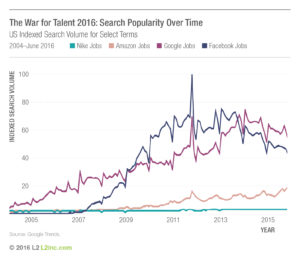 The War for Talent 2016: Search Popularity Over Time
US Indexed Search Volume for Select Terms
2004–June 2016
Nike Jobs Amazon Jobs Google Jobs Facebook Jobs
INDEXED SEARCH VOLUME
100
80
60
40
20
2005 2007 2009 2011 2013 2015
YEAR
Source: Google Trends.
© 2016 L2 L2inc.com